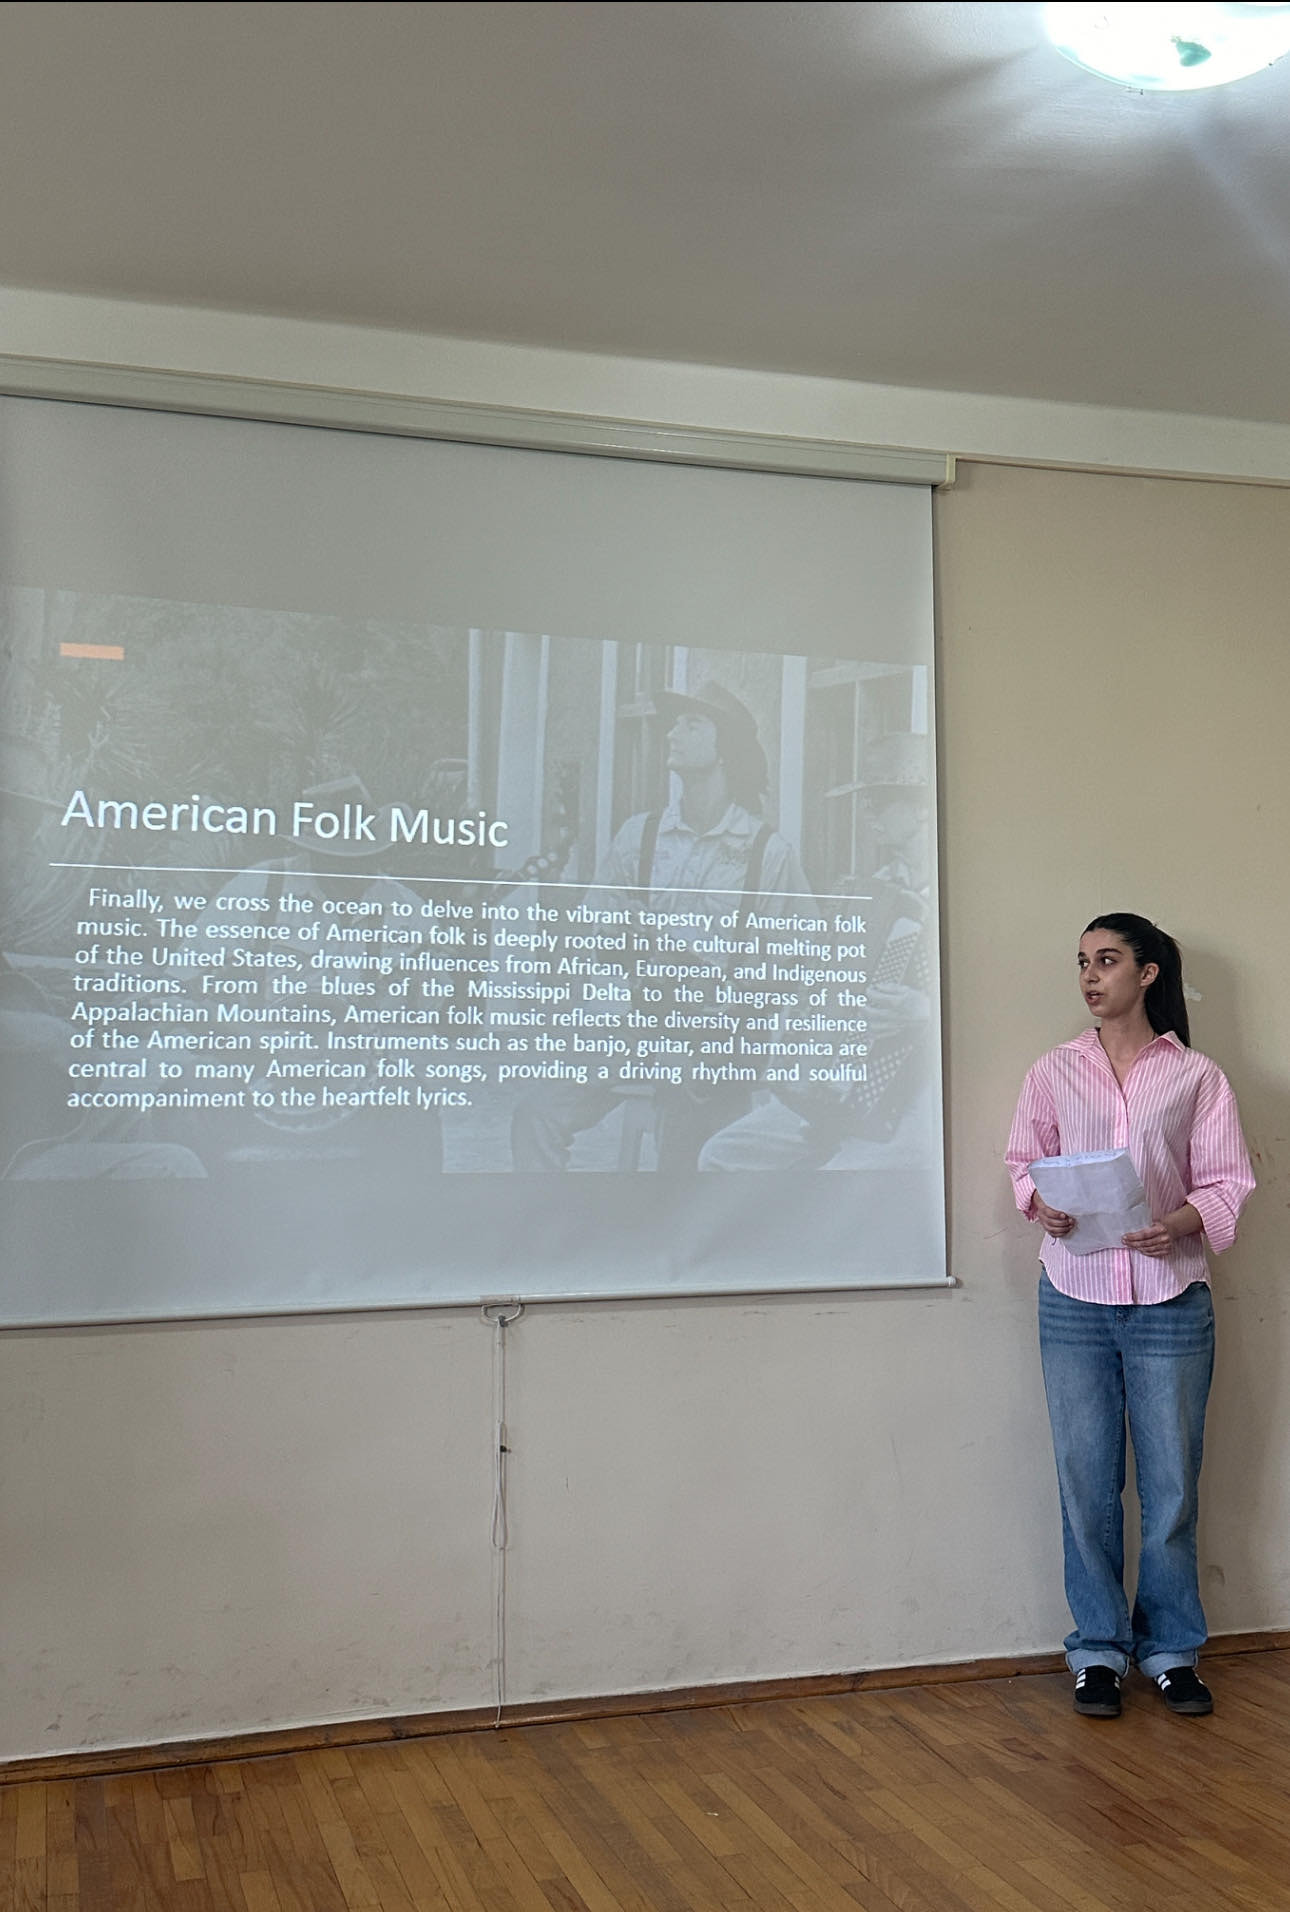 American Folk Music
Finally, we cross the ocean to delve into the vibrant tapestry of American folk
music. The essence of American folk is deeply rooted in the cultural melting pot
of the United States, drawing influences from African, European, and Indigenous
traditions. From the blues of the Mississippi Delta to the bluegrass of the
Appalachian Mountains, American folk music reflects the diversity and resilience
of the American spirit. Instruments such as the banjo, guitar, and harmonica are
central to many American folk songs, providing a driving rhythm and soulful
accompaniment to the heartfelt lyrics.